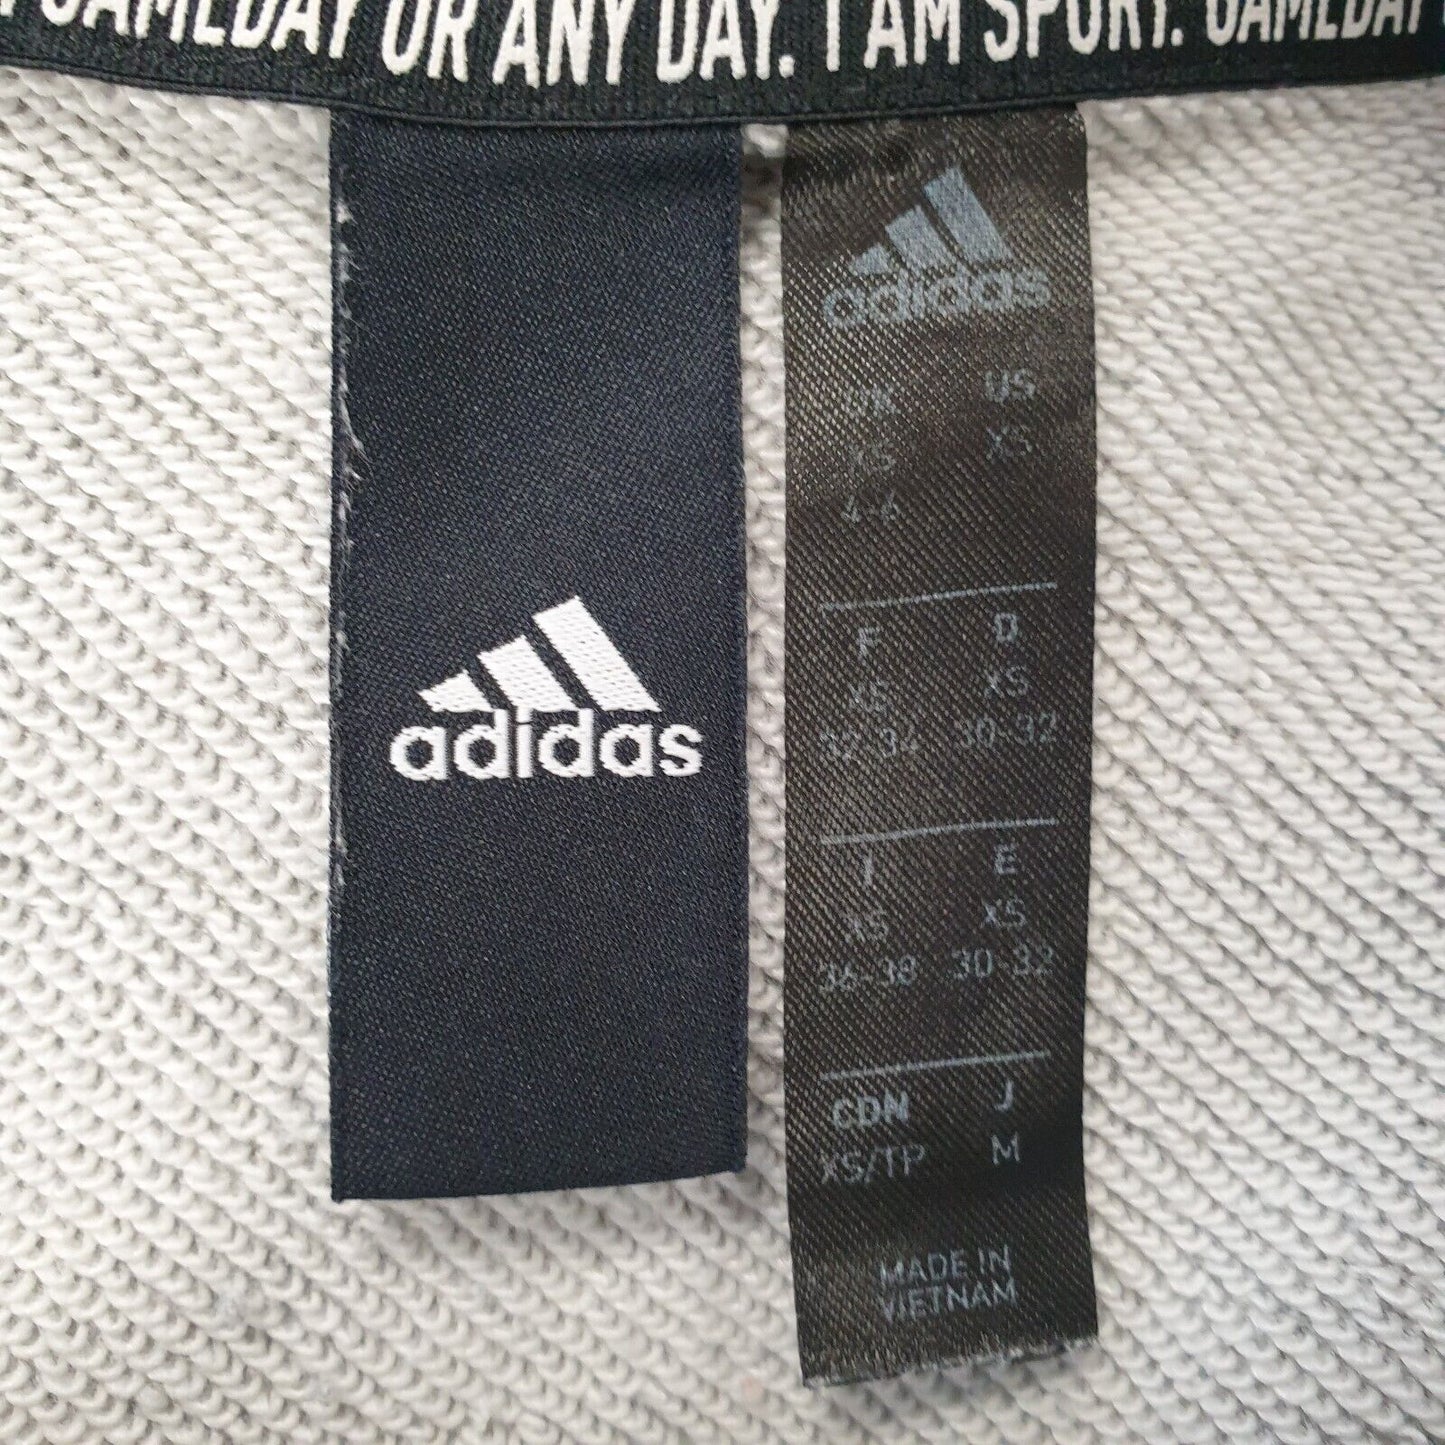 GAMEDAY OR ANY DAY. I AM SPORT. GAMEDAY
adidas
adidas
UK US
XS XS
4-6
F D
XS XS
32-34 30-32
I E
XS XS
36-38 30-32
CDN J
XS/TP M
MADE IN
VIETNAM